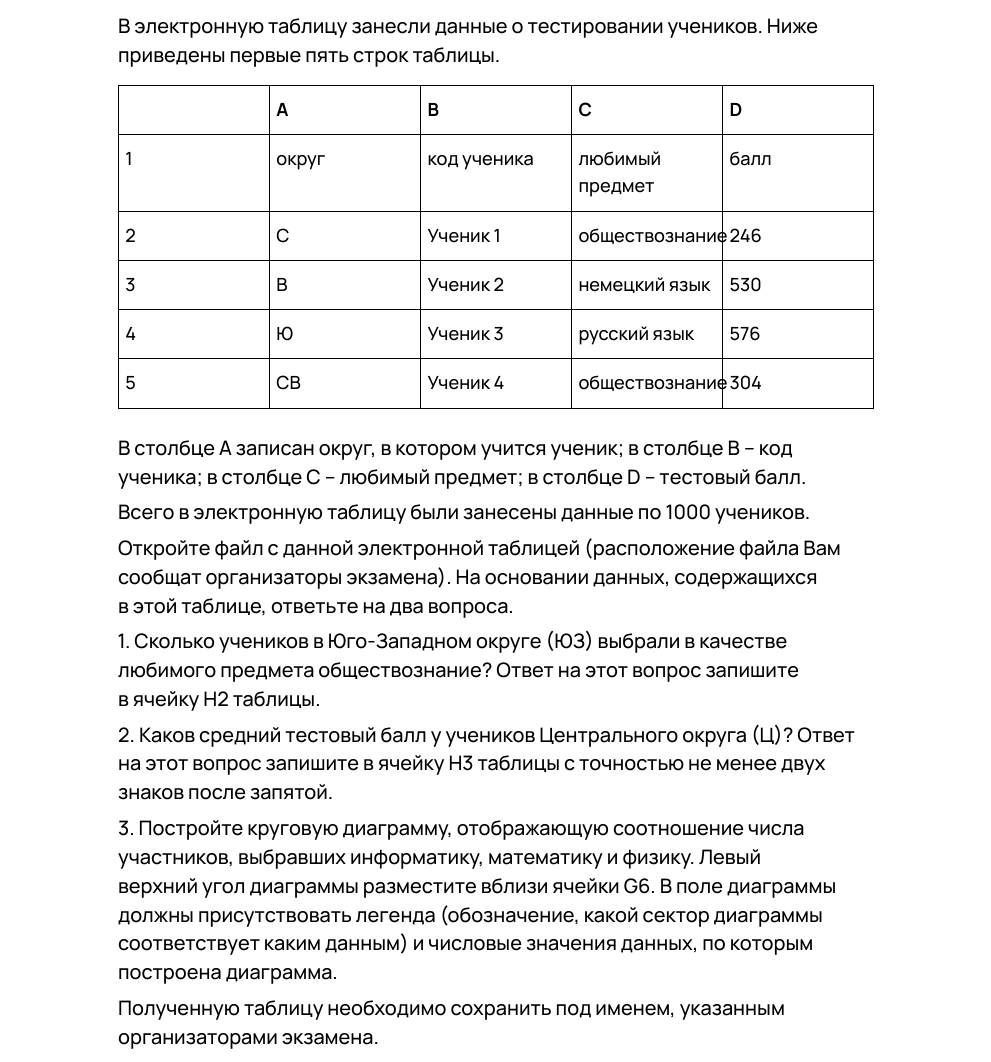 В электронную таблицу занесли данные о тестировании учеников. Ниже
приведены первые пять строк таблицы.
A B C D
1 округ код ученика любимый предмет балл
2 С Ученик 1 обществознание 246
3 В Ученик 2 немецкий язык 530
4 Ю Ученик 3 русский язык 576
5 СВ Ученик 4 обществознание 304
В столбце A записан округ, в котором учится ученик; в столбце B – код
ученика; в столбце C – любимый предмет; в столбце D – тестовый балл.
Всего в электронную таблицу были занесены данные по 1000 учеников.
Откройте файл с данной электронной таблицей (расположение файла Вам
сообщат организаторы экзамена). На основании данных, содержащихся
в этой таблице, ответьте на два вопроса.
1. Сколько учеников в Юго-Западном округе (ЮЗ) выбрали в качестве
любимого предмета обществознание? Ответ на этот вопрос запишите
в ячейку H2 таблицы.
2. Каков средний тестовый балл у учеников Центрального округа (Ц)? Ответ
на этот вопрос запишите в ячейку H3 таблицы с точностью не менее двух
знаков после запятой.
3. Постройте круговую диаграмму, отображающую соотношение числа
участников, выбравших информатику, математику и физику. Левый
верхний угол диаграммы разместите вблизи ячейки G6. В поле диаграммы
должны присутствовать легенда (обозначение, какой сектор диаграммы
соответствует каким данным) и числовые значения данных, по которым
построена диаграмма.
Полученную таблицу необходимо сохранить под именем, указанным
организаторами экзамена.